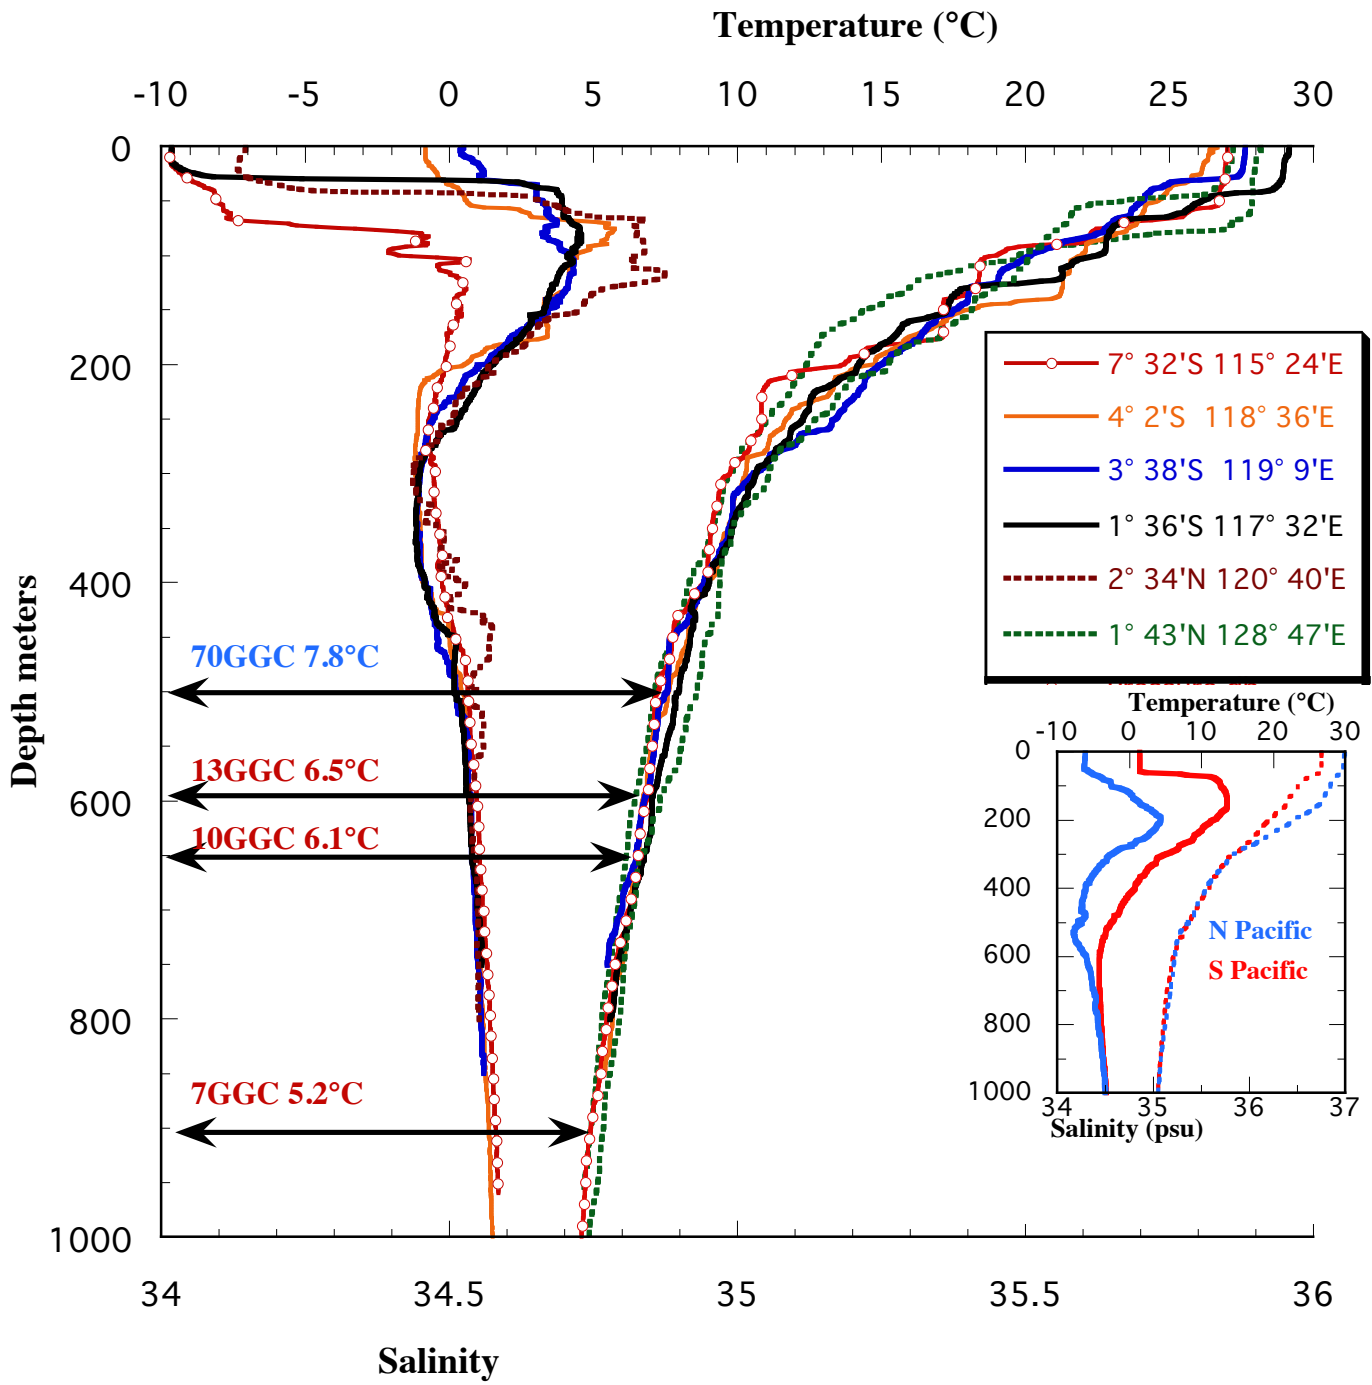 Temperature (°C)
-10 -5 0 5 10 15 20 25 30
0
200
400
600
800
1000
Depth meters
7° 32'S 115° 24'E
4° 2'S 118° 36'E
3° 38'S 119° 9'E
1° 36'S 117° 32'E
2° 34'N 120° 40'E
1° 43'N 128° 47'E
70GGC 7.8°C
13GGC 6.5°C
10GGC 6.1°C
7GGC 5.2°C
34 34.5 35 35.5 36
Salinity
Temperature (°C)
-10 0 10 20 30
0
200
400
600
800
1000
N Pacific
S Pacific
34 35 36 37
Salinity (psu)